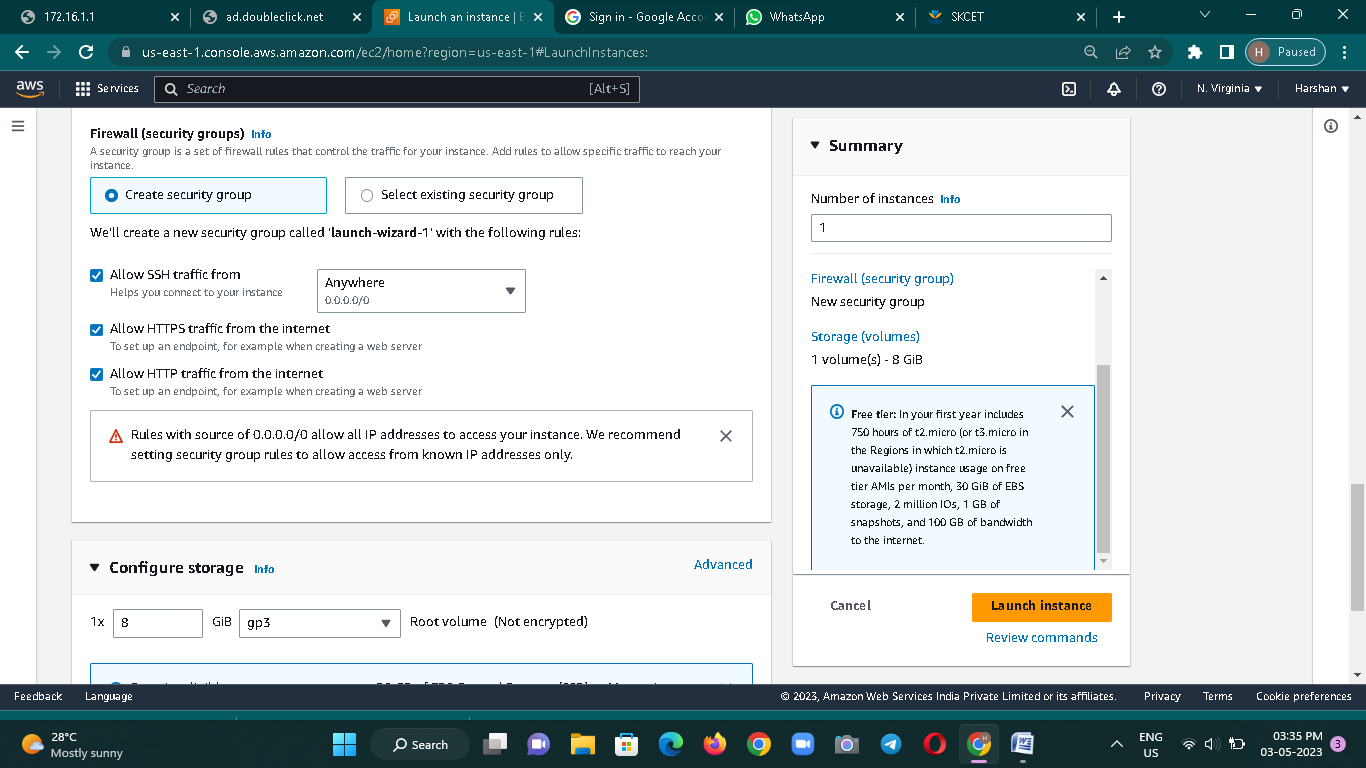 172.16.1.1
ad.doubleclick.net
Launch an instance | E
Sign in - Google Acco
WhatsApp
SKCET
us-east-1.console.aws.amazon.com/ec2/home?region=us-east-1#LaunchInstances:
H Paused
aws
Services
Search [Alt+S]
N. Virginia
Harshan
Firewall (security groups) Info
A security group is a set of firewall rules that control the traffic for your instance. Add rules to allow specific traffic to reach your
instance.
Create security group
Select existing security group
We'll create a new security group called 'launch-wizard-1' with the following rules:
Allow SSH traffic from
Helps you connect to your instance
Anywhere
0.0.0.0/0
Allow HTTPS traffic from the internet
To set up an endpoint, for example when creating a web server
Allow HTTP traffic from the internet
To set up an endpoint, for example when creating a web server
Rules with source of 0.0.0.0/0 allow all IP addresses to access your instance. We recommend
setting security group rules to allow access from known IP addresses only.
Configure storage Info
Advanced
1x 8 GiB gp3 Root volume (Not encrypted)
Summary
Number of instances Info
1
Firewall (security group)
New security group
Storage (volumes)
1 volume(s) - 8 GiB
Free tier: In your first year includes
750 hours of t2.micro (or t3.micro in
the Regions in which t2.micro is
unavailable) instance usage on free
tier AMIs per month, 30 GiB of EBS
storage, 2 million IOs, 1 GB of
snapshots, and 100 GB of bandwidth
to the internet.
Cancel
Launch instance
Review commands
Feedback
Language
© 2023, Amazon Web Services India Private Limited or its affiliates.
Privacy
Terms
Cookie preferences
28°C
Mostly sunny
Search
ENG
US
03:35 PM
03-05-2023
3